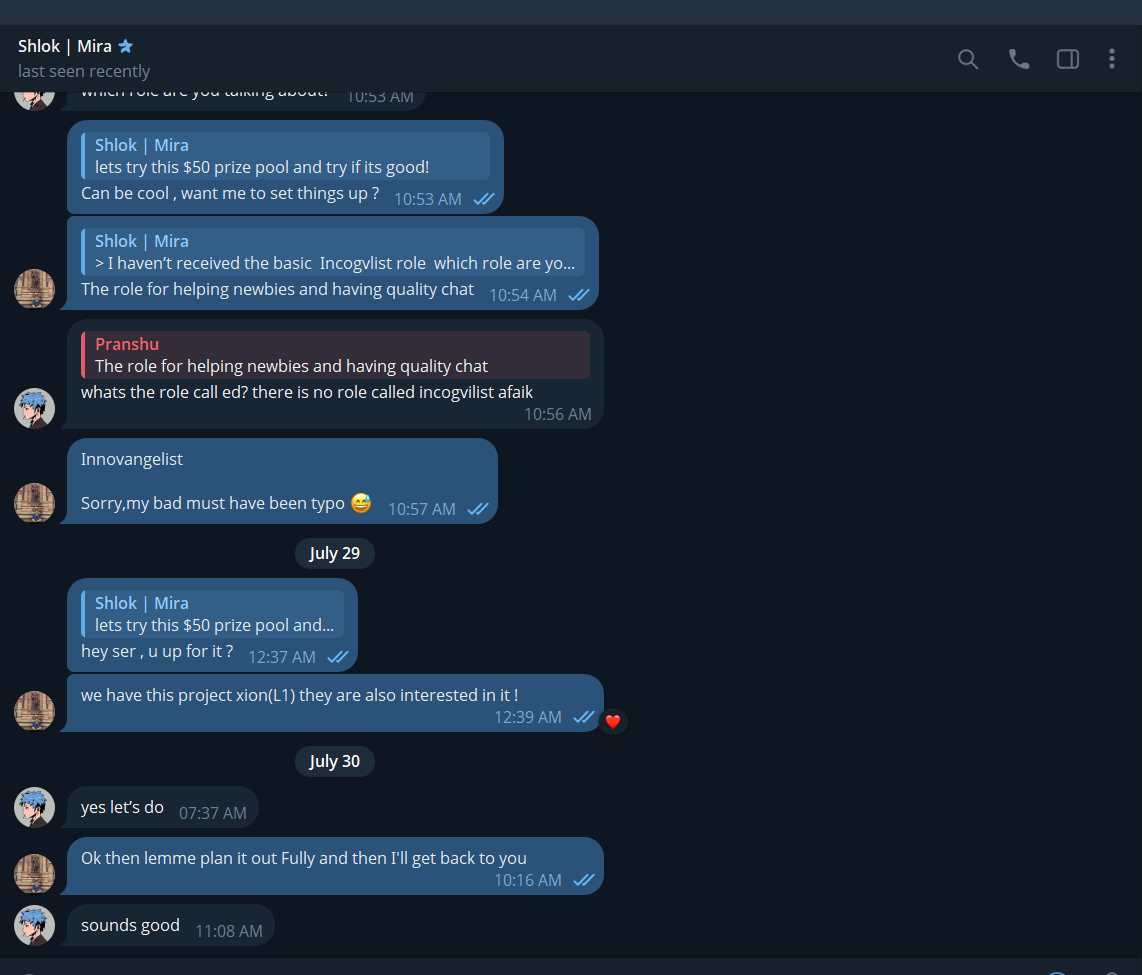 Shlok | Mira
last seen recently
which role are you talking about? 10:53 AM
Shlok | Mira
lets try this $50 prize pool and try if its good!
Can be cool , want me to set things up ? 10:53 AM
Shlok | Mira
> I haven’t received the basic  Incogvlist role  which role are yo...
The role for helping newbies and having quality chat 10:54 AM
Pranshu
The role for helping newbies and having quality chat
whats the role call ed? there is no role called incogvilist afaik
10:56 AM
Innovangelist
Sorry,my bad must have been typo 😅 10:57 AM
July 29
Shlok | Mira
lets try this $50 prize pool and...
hey ser , u up for it ? 12:37 AM
we have this project xion(L1) they are also interested in it !
12:39 AM
July 30
yes let’s do 07:37 AM
Ok then lemme plan it out Fully and then I'll get back to you
10:16 AM
sounds good 11:08 AM